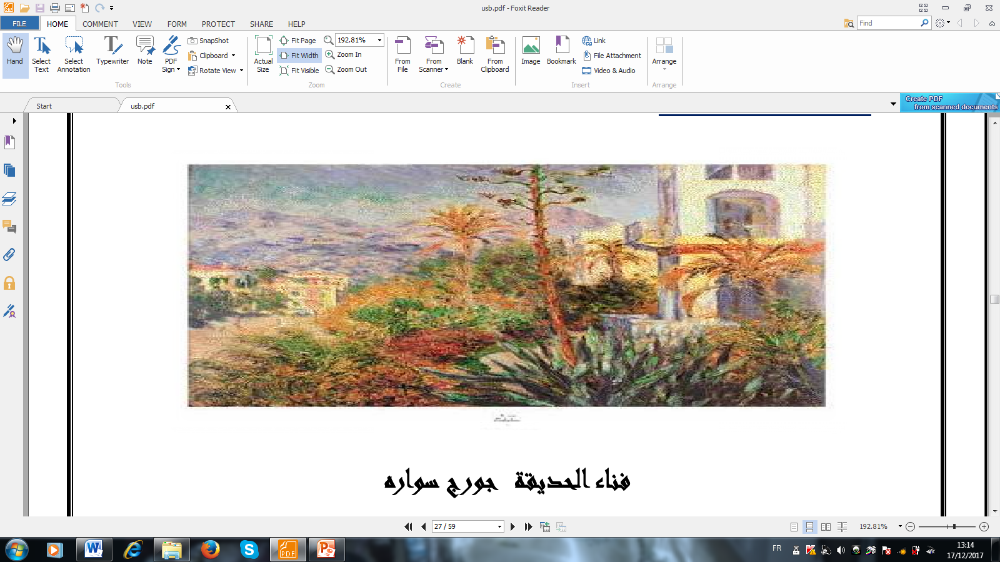 usb.pdf - Foxit Reader
FILE
HOME
COMMENT
VIEW
FORM
PROTECT
SHARE
HELP
Find
Hand
Select Text
Select Annotation
Typewriter
Note
PDF Sign
SnapShot
Clipboard
Rotate View
Tools
Actual Size
Fit Page
Fit Width
Fit Visible
192.81%
Zoom In
Zoom Out
Zoom
From File
From Scanner
Blank
From Clipboard
Create
Image
Bookmark
Link
File Attachment
Video & Audio
Insert
Arrange
Arrange
Start
usb.pdf
Create PDF
from scanned documents
فناء الحديقة جورج سواره
27 / 59
192.81%
FR
13:14
17/12/2017